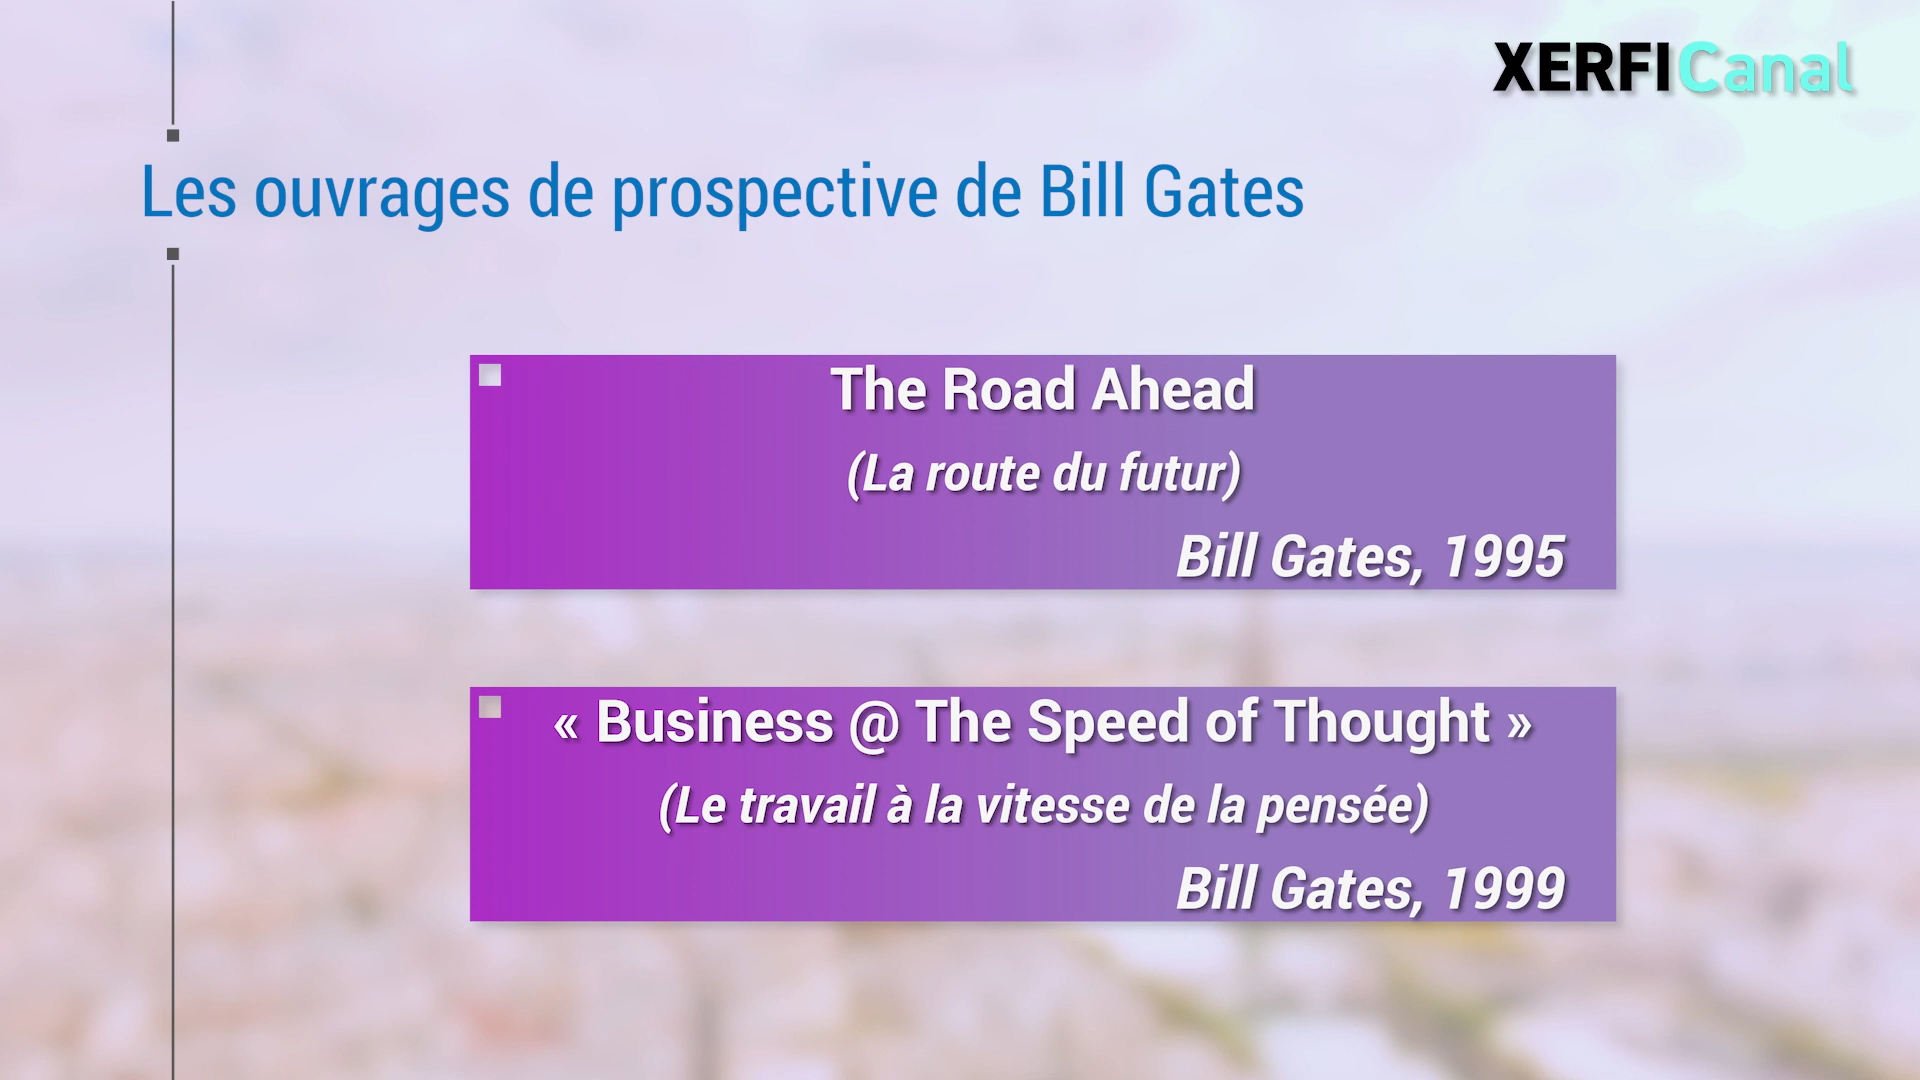 XERFI Canal
Les ouvrages de prospective de Bill Gates
The Road Ahead
(La route du futur)
Bill Gates, 1995
« Business @ The Speed of Thought »
(Le travail à la vitesse de la pensée)
Bill Gates, 1999